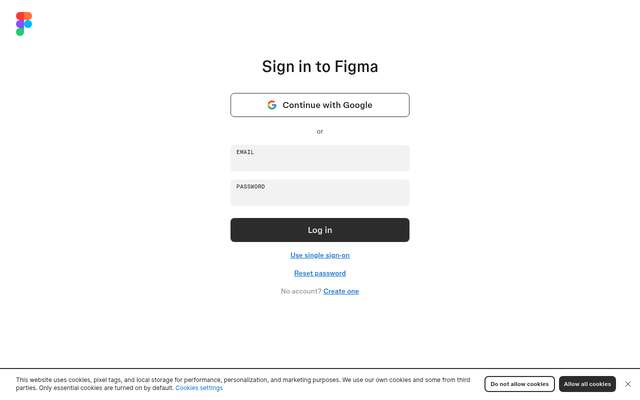 Sign in to Figma
Continue with Google
or
EMAIL
PASSWORD
Log in
Use single sign-on
Reset password
No account? Create one
This website uses cookies, pixel tags, and local storage for performance, personalization, and marketing purposes. We use our own cookies and some from third
parties. Only essential cookies are turned on by default. Cookies settings
Do not allow cookies
Allow all cookies